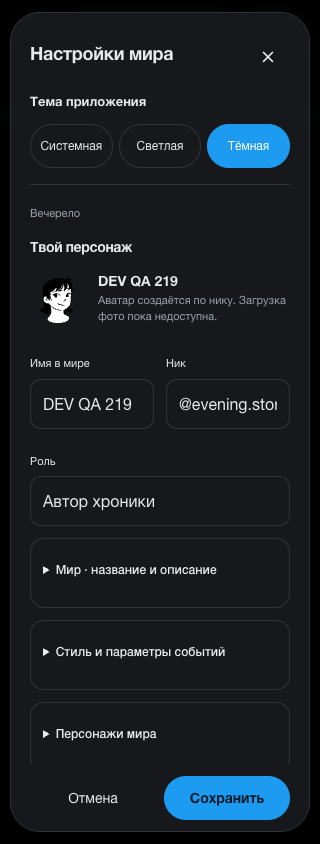 Настройки мира
Тема приложения
Системная
Светлая
Тёмная
Вечерело
Твой персонаж
DEV QA 219
Аватар создаётся по нику. Загрузка
фото пока недоступна.
Имя в мире
Ник
DEV QA 219
@evening.stor
Роль
Автор хроники
Мир · название и описание
Стиль и параметры событий
Персонажи мира
Отмена
Сохранить